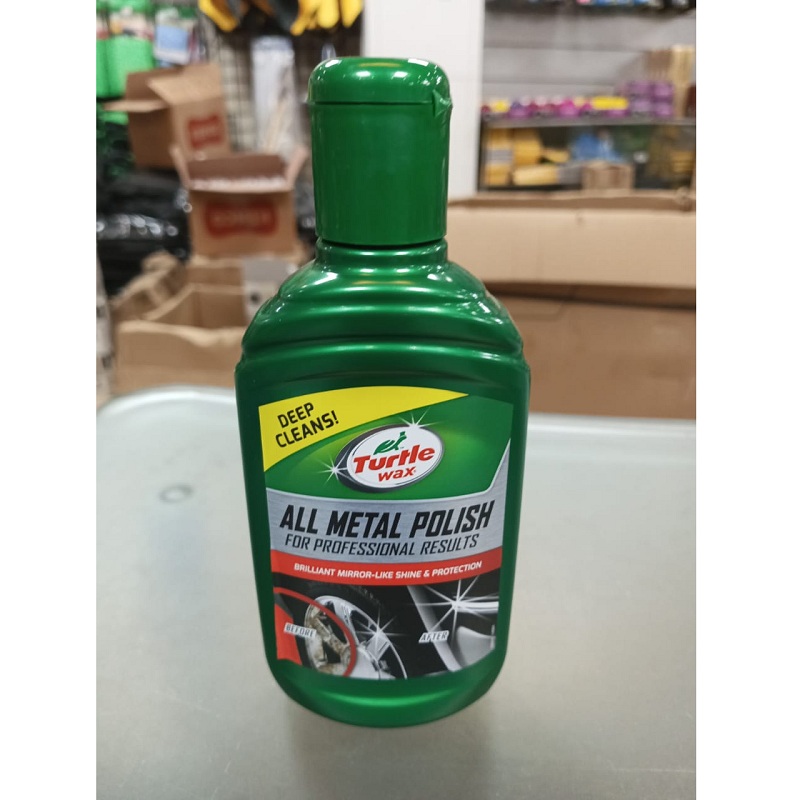 DEEP
CLEANS!
Turtle
wax
ALL METAL POLISH
FOR PROFESSIONAL RESULTS
BRILLIANT MIRROR-LIKE SHINE & PROTECTION
BEFORE
AFTER